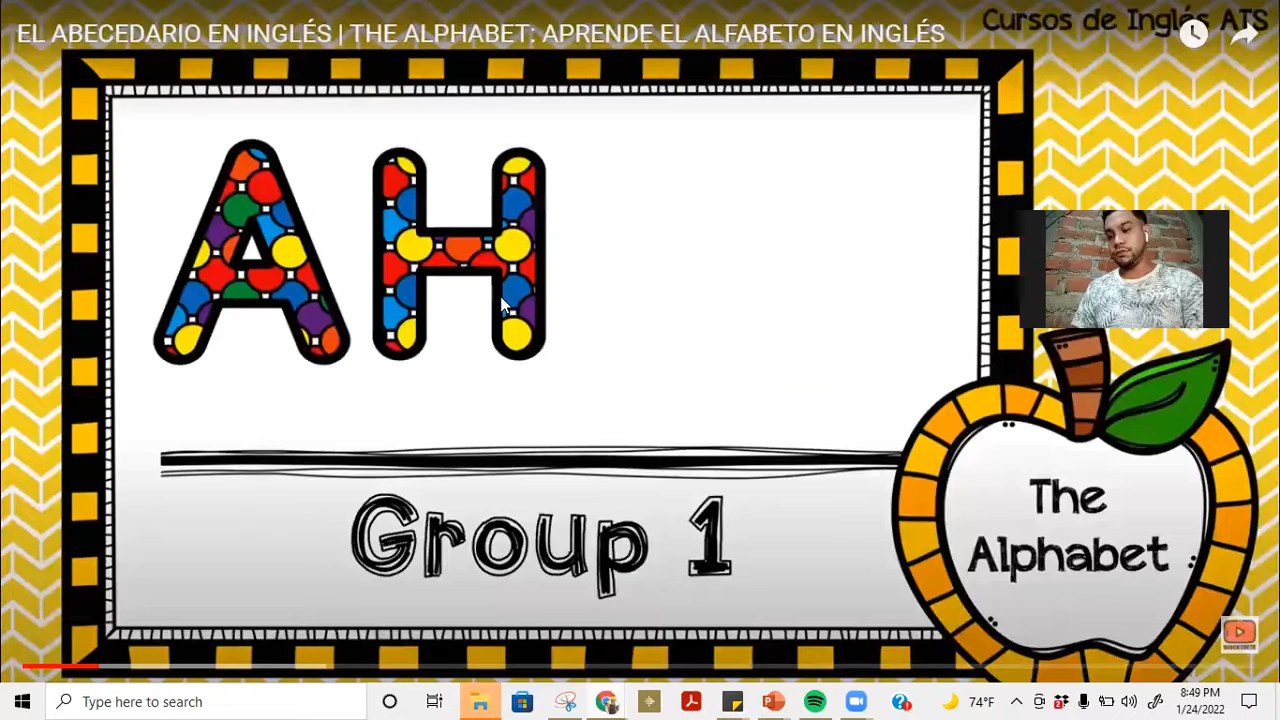 Cursos de Inglés ATS
EL ABECEDARIO EN INGLÉS | THE ALPHABET: APRENDE EL ALFABETO EN INGLÉS
A H
Group 1
The
Alphabet
Type here to search
74°F
8:49 PM
1/24/2022